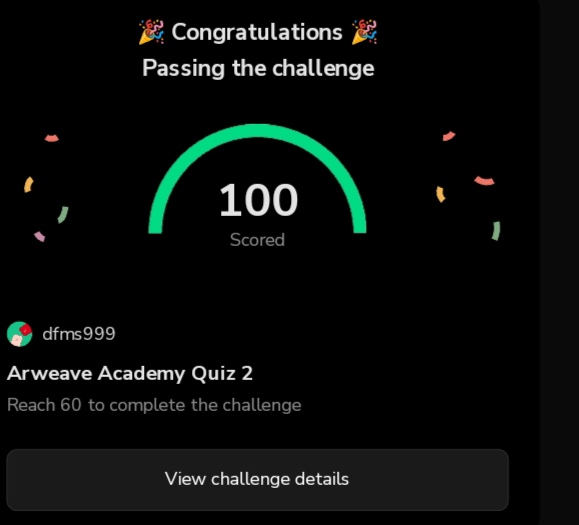 🎉 Congratulations 🎉
Passing the challenge
100
Scored
dfms999
Arweave Academy Quiz 2
Reach 60 to complete the challenge
View challenge details